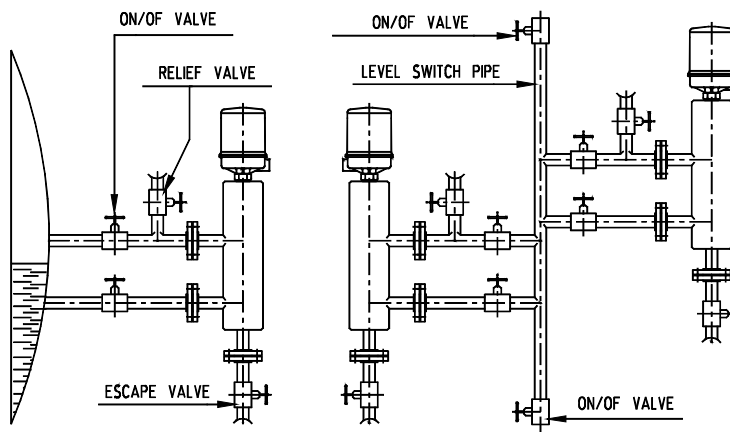 ON/OF VALVE
ON/OF VALVE
RELIEF VALVE
LEVEL SWITCH PIPE
ESCAPE VALVE
ON/OF VALVE